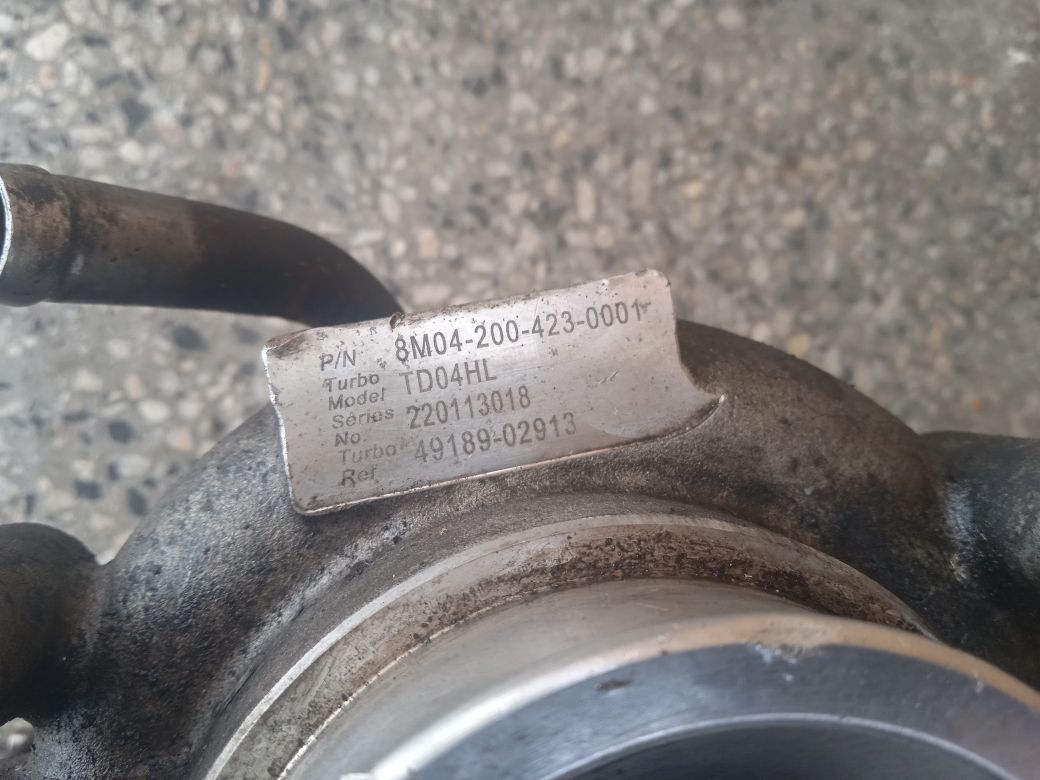 P/N 8M04-200-423-0001
Turbo
Model TD04HL
Series
No 220113018
Turbo
Ref 49189-02913